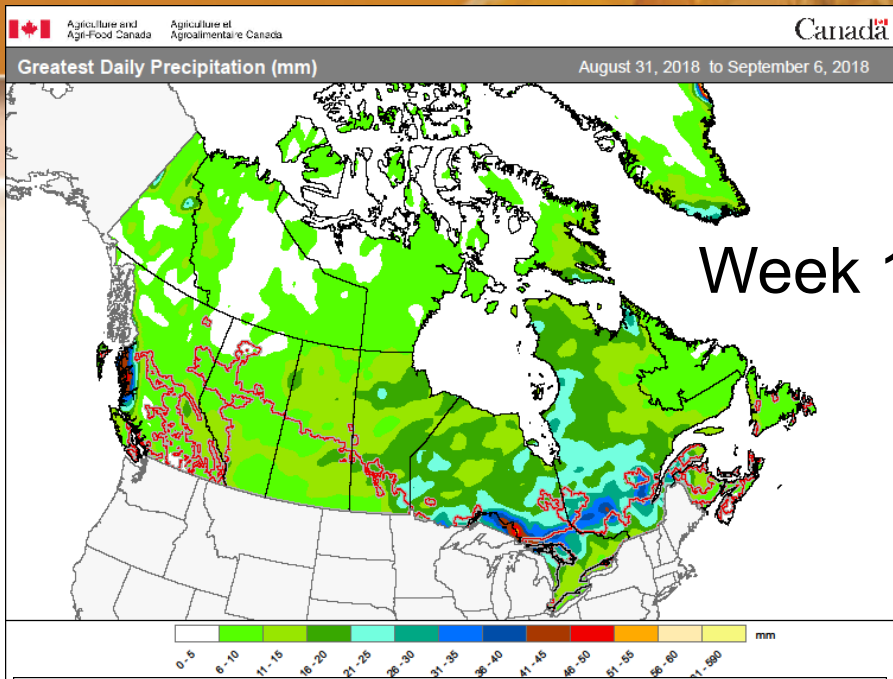 Agriculture and Agri-Food Canada
Agriculture et Agroalimentaire Canada
Canada
Greatest Daily Precipitation (mm)
August 31, 2018 to September 6, 2018
Week 1
0 - 5 6 - 10 11 - 15 16 - 20 21 - 25 26 - 30 31 - 35 36 - 40 41 - 45 46 - 50 51 - 55 56 - 60 mm